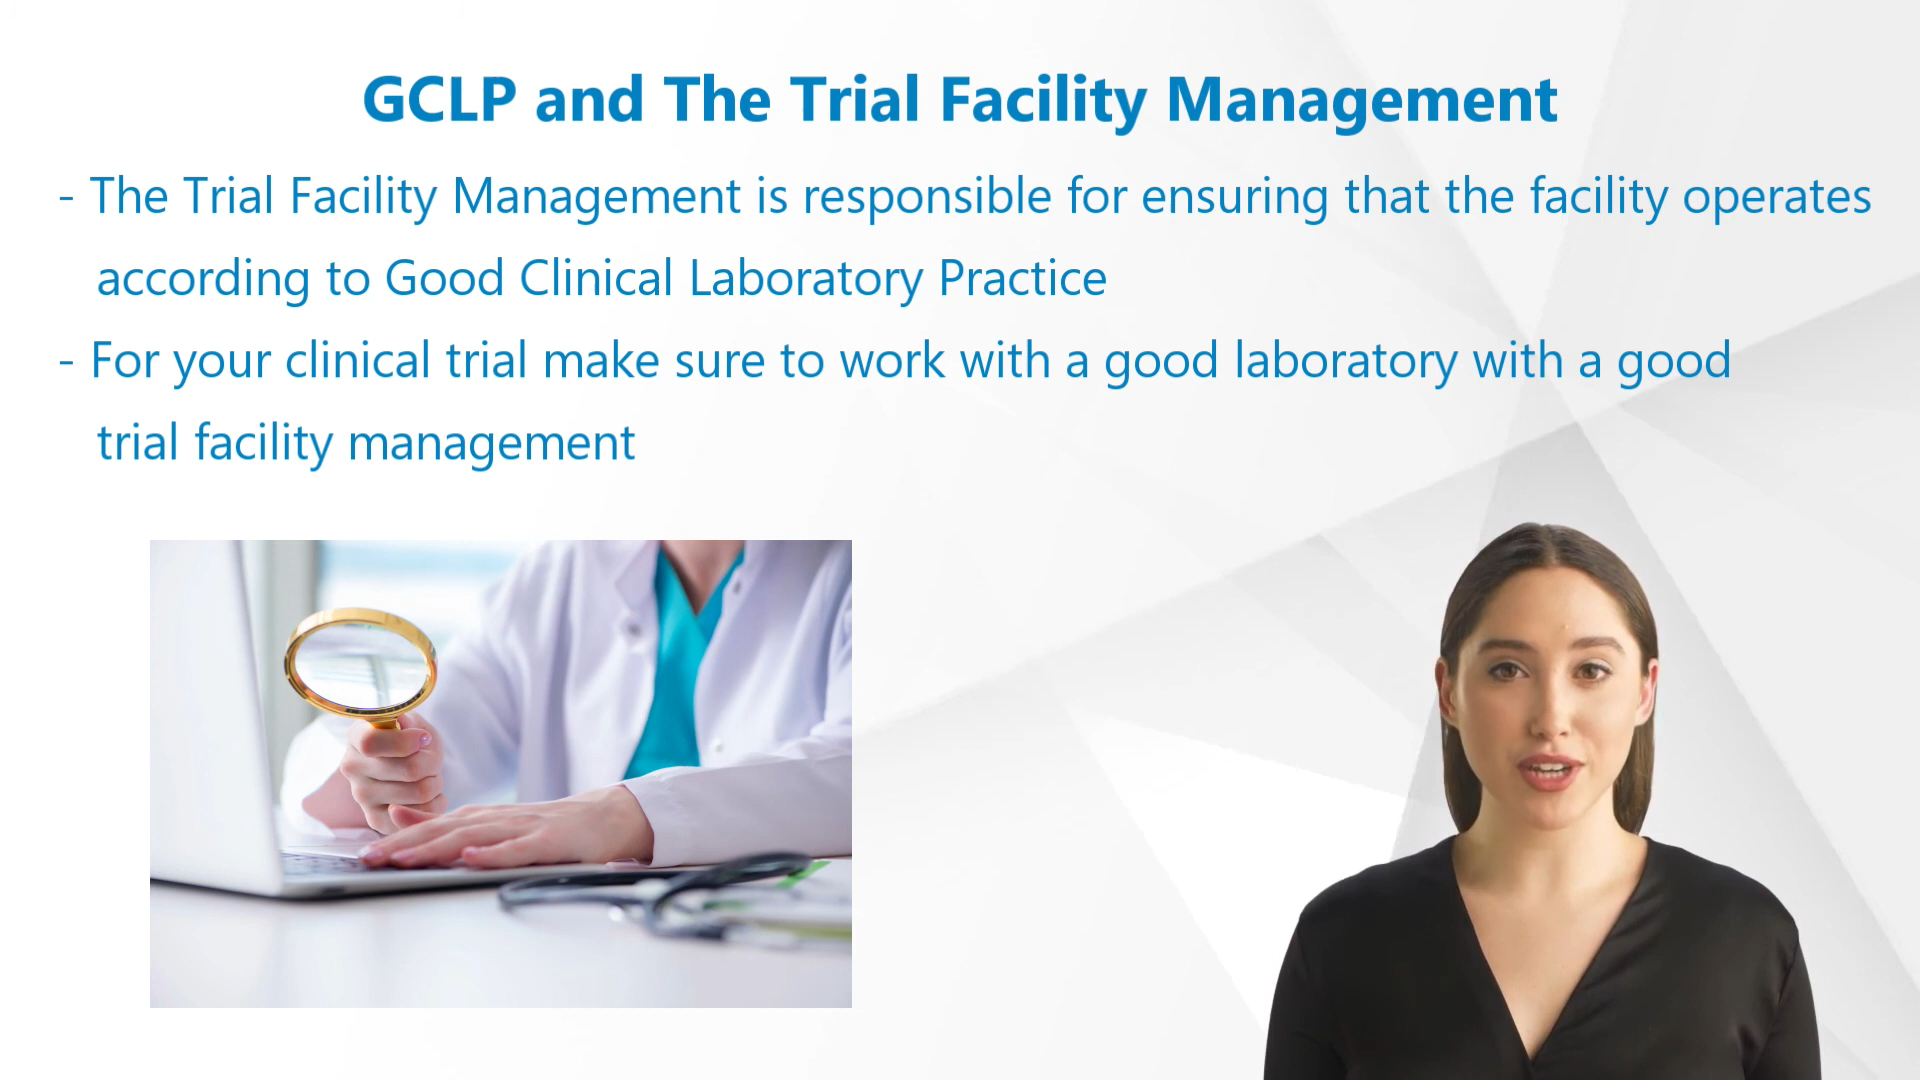 GCLP and The Trial Facility Management
- The Trial Facility Management is responsible for ensuring that the facility operates
according to Good Clinical Laboratory Practice
- For your clinical trial make sure to work with a good laboratory with a good
trial facility management